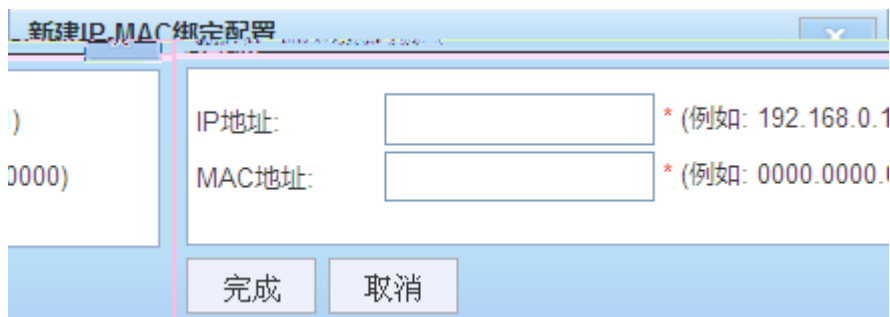 新建IP-MAC绑定配置
IP地址:
* (例如: 192.168.0.1
)
MAC地址:
* (例如: 0000.0000.
0000)
完成
取消